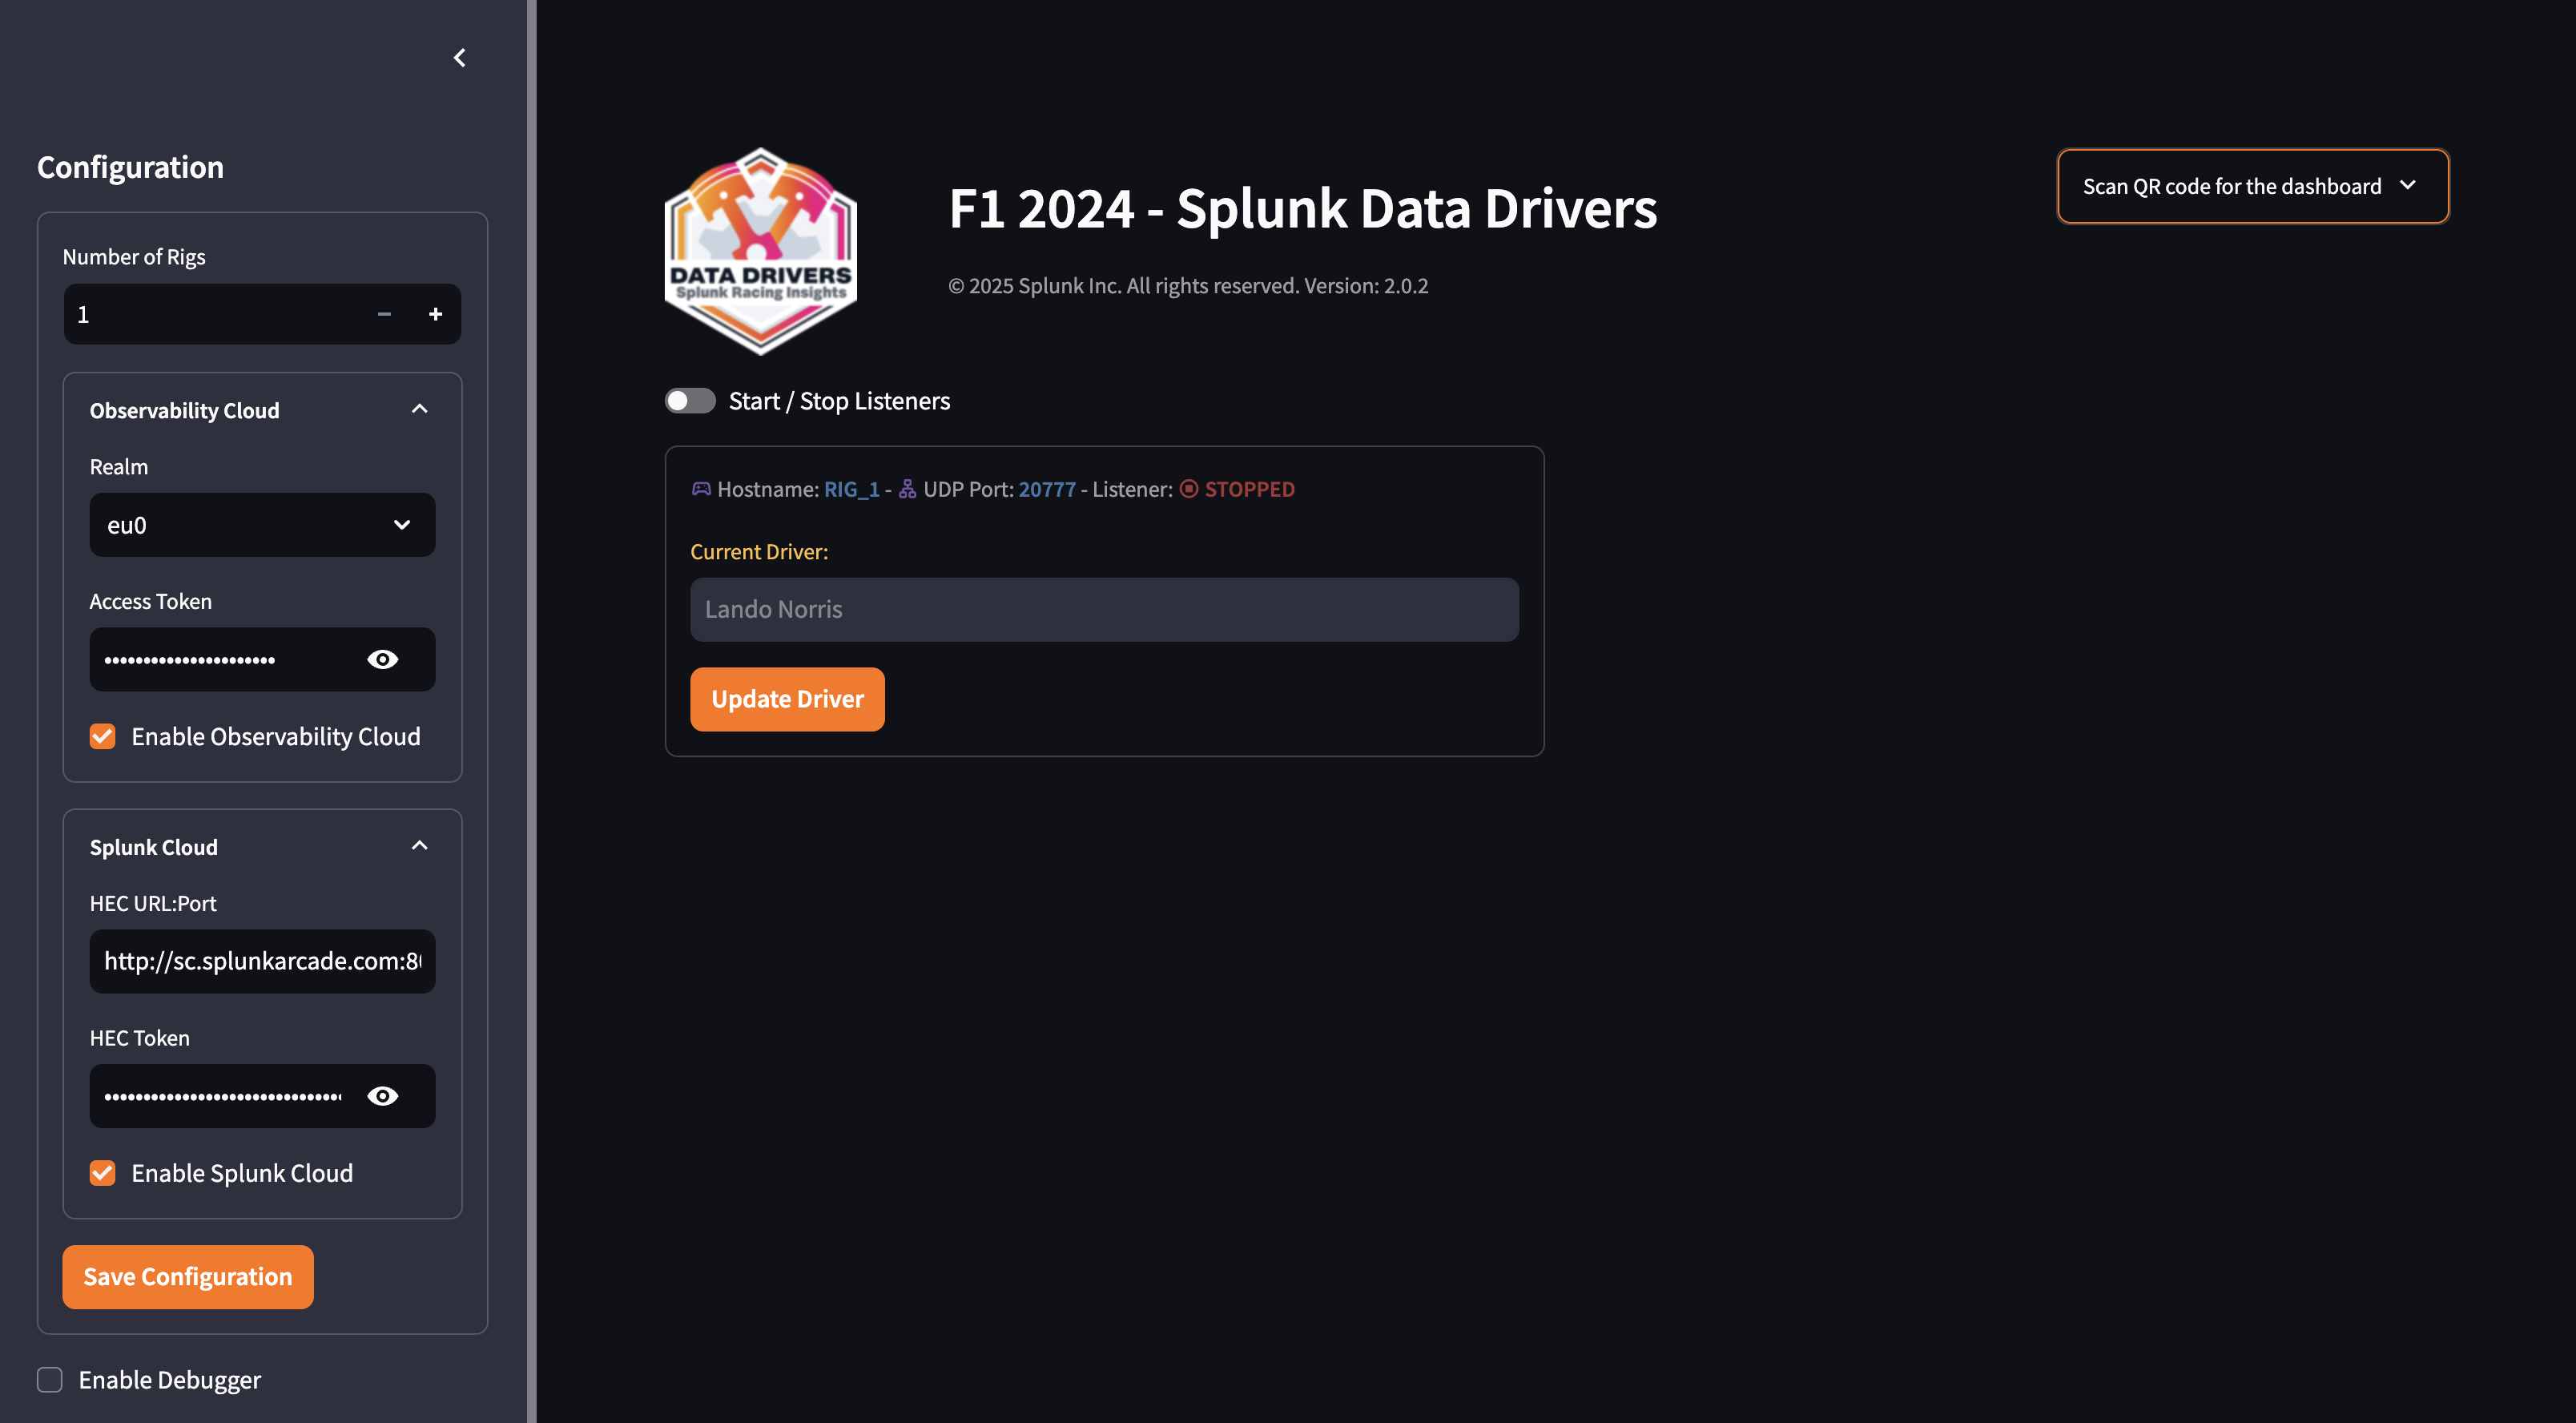 Configuration
Number of Rigs
1
Observability Cloud
Realm
eu0
Access Token
Enable Observability Cloud
Splunk Cloud
HEC URL:Port
http://sc.splunkarcade.com:8
HEC Token
Enable Splunk Cloud
Save Configuration
Enable Debugger
DATA DRIVERS
Splunk Racing Insights
F1 2024 - Splunk Data Drivers
© 2025 Splunk Inc. All rights reserved. Version: 2.0.2
Scan QR code for the dashboard
Start / Stop Listeners
Hostname: RIG_1 - UDP Port: 20777 - Listener: STOPPED
Current Driver:
Lando Norris
Update Driver